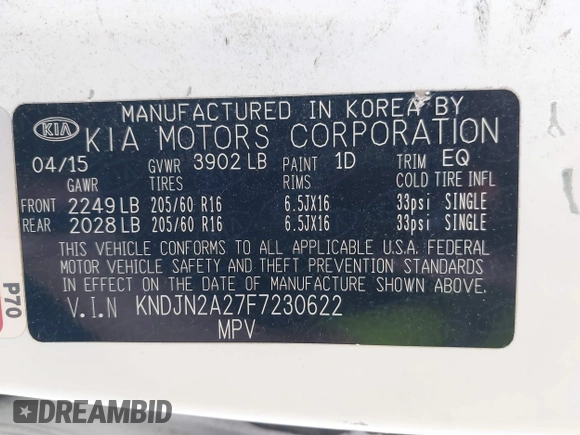 MANUFACTURED IN KOREA BY
KIA KIA MOTORS CORPORATION
04/15 GVWR 3902 LB PAINT 1D TRIM EQ
GAWR TIRES RIMS COLD TIRE INFL
FRONT 2249 LB 205/60 R16 6.5JX16 33psi SINGLE
REAR 2028 LB 205/60 R16 6.5JX16 33psi SINGLE
THIS VEHICLE CONFORMS TO ALL APPLICABLE U.S.A. FEDERAL
MOTOR VEHICLE SAFETY AND THEFT PREVENTION STANDARDS
IN EFFECT ON THE DATE OF MANUFACTURE SHOWN ABOVE.
V.I.N KNDJN2A27F7230622
MPV
P70
DREAMBID